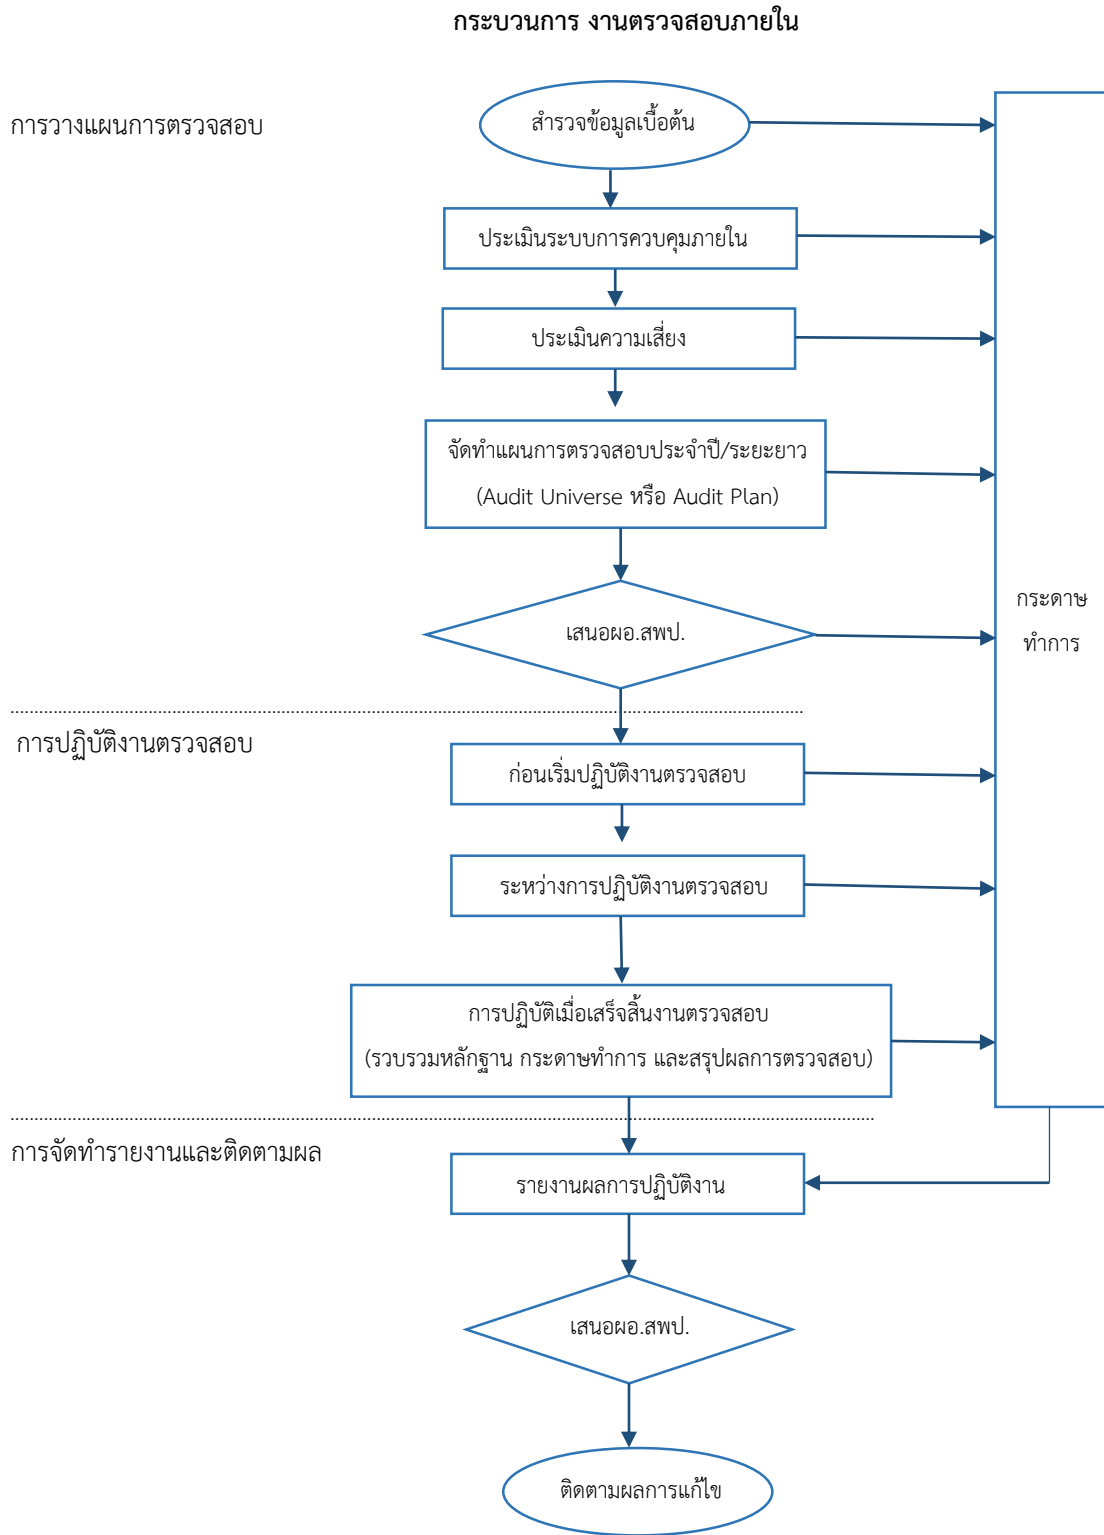 กระบวนการ งานตรวจสอบภายใน
การวางแผนการตรวจสอบ
สำรวจข้อมูลเบื้อต้น
ประเมินระบบการควบคุมภายใน
ประเมินความเสี่ยง
จัดทำแผนการตรวจสอบประจำปี/ระยะยาว
(Audit Universe หรือ Audit Plan)
เสนอผอ.สพป.
กระดาษ
ทำการ
การปฏิบัติงานตรวจสอบ
ก่อนเริ่มปฏิบัติงานตรวจสอบ
ระหว่างการปฏิบัติงานตรวจสอบ
การปฏิบัติเมื่อเสร็จสิ้นงานตรวจสอบ
(รวบรวมหลักฐาน กระดาษทำการ และสรุปผลการตรวจสอบ)
การจัดทำรายงานและติดตามผล
รายงานผลการปฏิบัติงาน
เสนอผอ.สพป.
ติดตามผลการแก้ไข